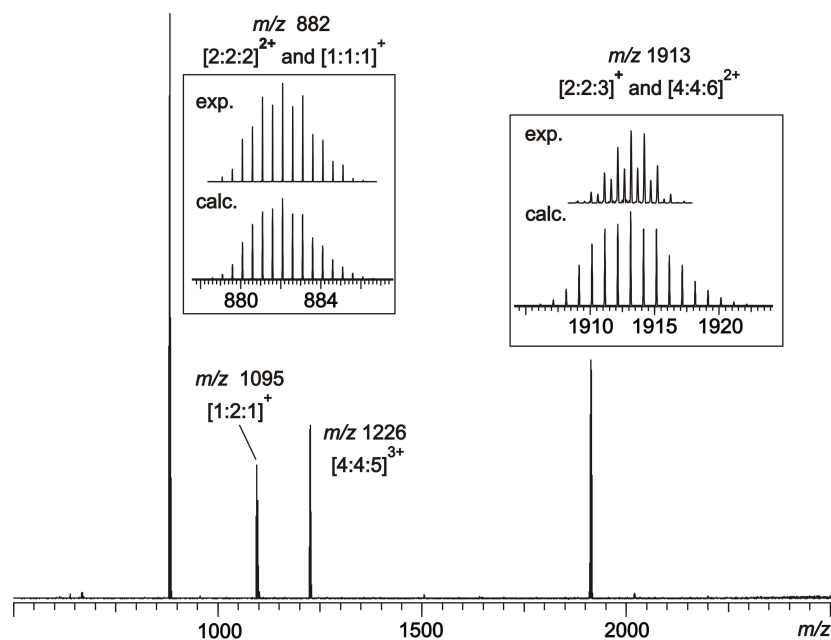 m/z 882
[2:2:2]²⁺ and [1:1:1]⁺
exp.
calc.
880 884
m/z 1913
[2:2:3]⁺ and [4:4:6]²⁺
exp.
calc.
1910 1915 1920
m/z 1095
[1:2:1]⁺
m/z 1226
[4:4:5]³⁺
1000 1500 2000 m/z